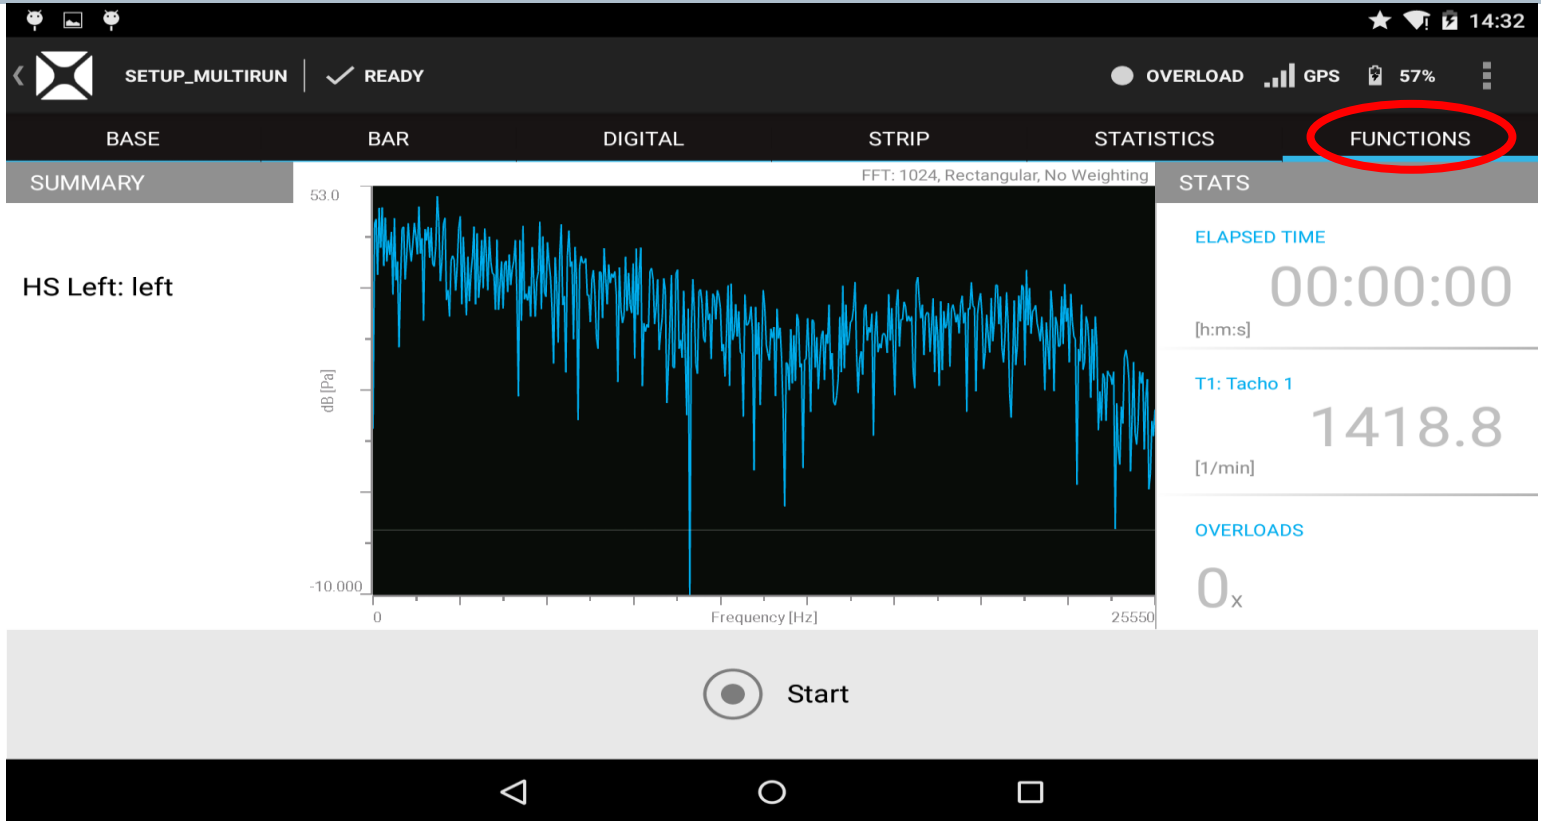 14:32
SETUP_MULTIRUN READY OVERLOAD GPS 57%
BASE BAR DIGITAL STRIP STATISTICS FUNCTIONS
SUMMARY
HS Left: left
FFT: 1024, Rectangular, No Weighting
53.0
dB [Pa]
-10.000
0 Frequency [Hz] 25550
STATS
ELAPSED TIME
00:00:00
[h:m:s]
T1: Tacho 1
1418.8
[1/min]
OVERLOADS
0x
Start